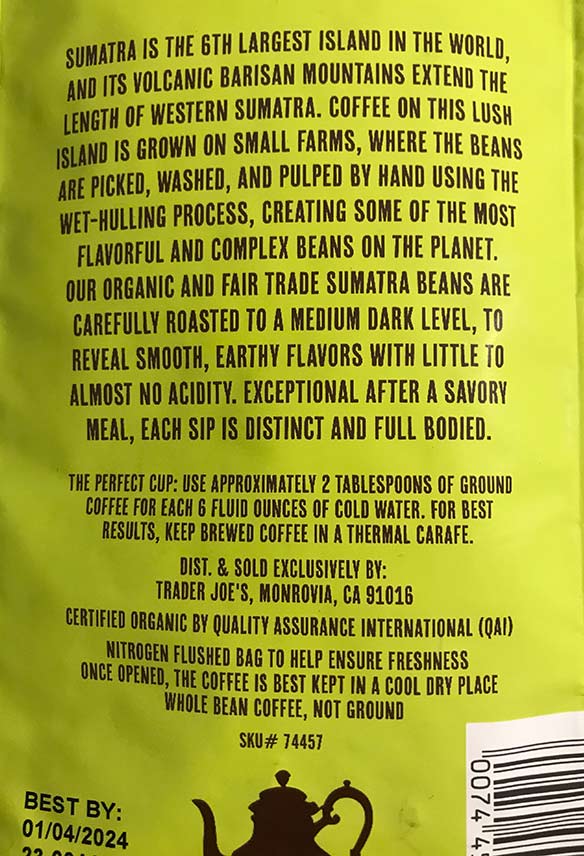 SUMATRA IS THE 6TH LARGEST ISLAND IN THE WORLD,
AND ITS VOLCANIC BARISAN MOUNTAINS EXTEND THE
LENGTH OF WESTERN SUMATRA. COFFEE ON THIS LUSH
ISLAND IS GROWN ON SMALL FARMS, WHERE THE BEANS
ARE PICKED, WASHED, AND PULPED BY HAND USING THE
WET-HULLING PROCESS, CREATING SOME OF THE MOST
FLAVORFUL AND COMPLEX BEANS ON THE PLANET.
OUR ORGANIC AND FAIR TRADE SUMATRA BEANS ARE
CAREFULLY ROASTED TO A MEDIUM DARK LEVEL, TO
REVEAL SMOOTH, EARTHY FLAVORS WITH LITTLE TO
ALMOST NO ACIDITY. EXCEPTIONAL AFTER A SAVORY
MEAL, EACH SIP IS DISTINCT AND FULL BODIED.
THE PERFECT CUP: USE APPROXIMATELY 2 TABLESPOONS OF GROUND
COFFEE FOR EACH 6 FLUID OUNCES OF COLD WATER. FOR BEST
RESULTS, KEEP BREWED COFFEE IN A THERMAL CARAFE.
DIST. & SOLD EXCLUSIVELY BY:
TRADER JOE'S, MONROVIA, CA 91016
CERTIFIED ORGANIC BY QUALITY ASSURANCE INTERNATIONAL (QAI)
NITROGEN FLUSHED BAG TO HELP ENSURE FRESHNESS
ONCE OPENED, THE COFFEE IS BEST KEPT IN A COOL DRY PLACE
WHOLE BEAN COFFEE, NOT GROUND
SKU# 74457
BEST BY:
01/04/2024
0074